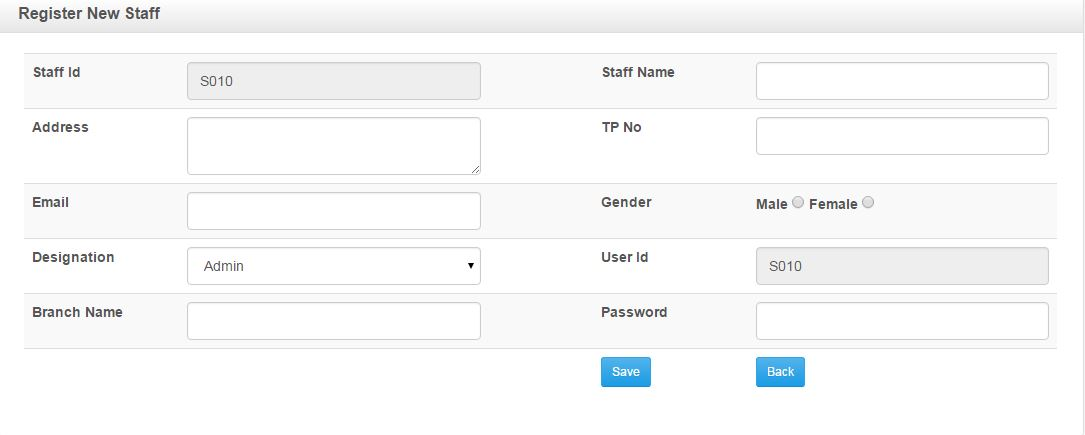 Register New Staff
Staff Id S010 Staff Name
Address TP No
Email Gender Male Female
Designation Admin User Id S010
Branch Name Password
Save Back